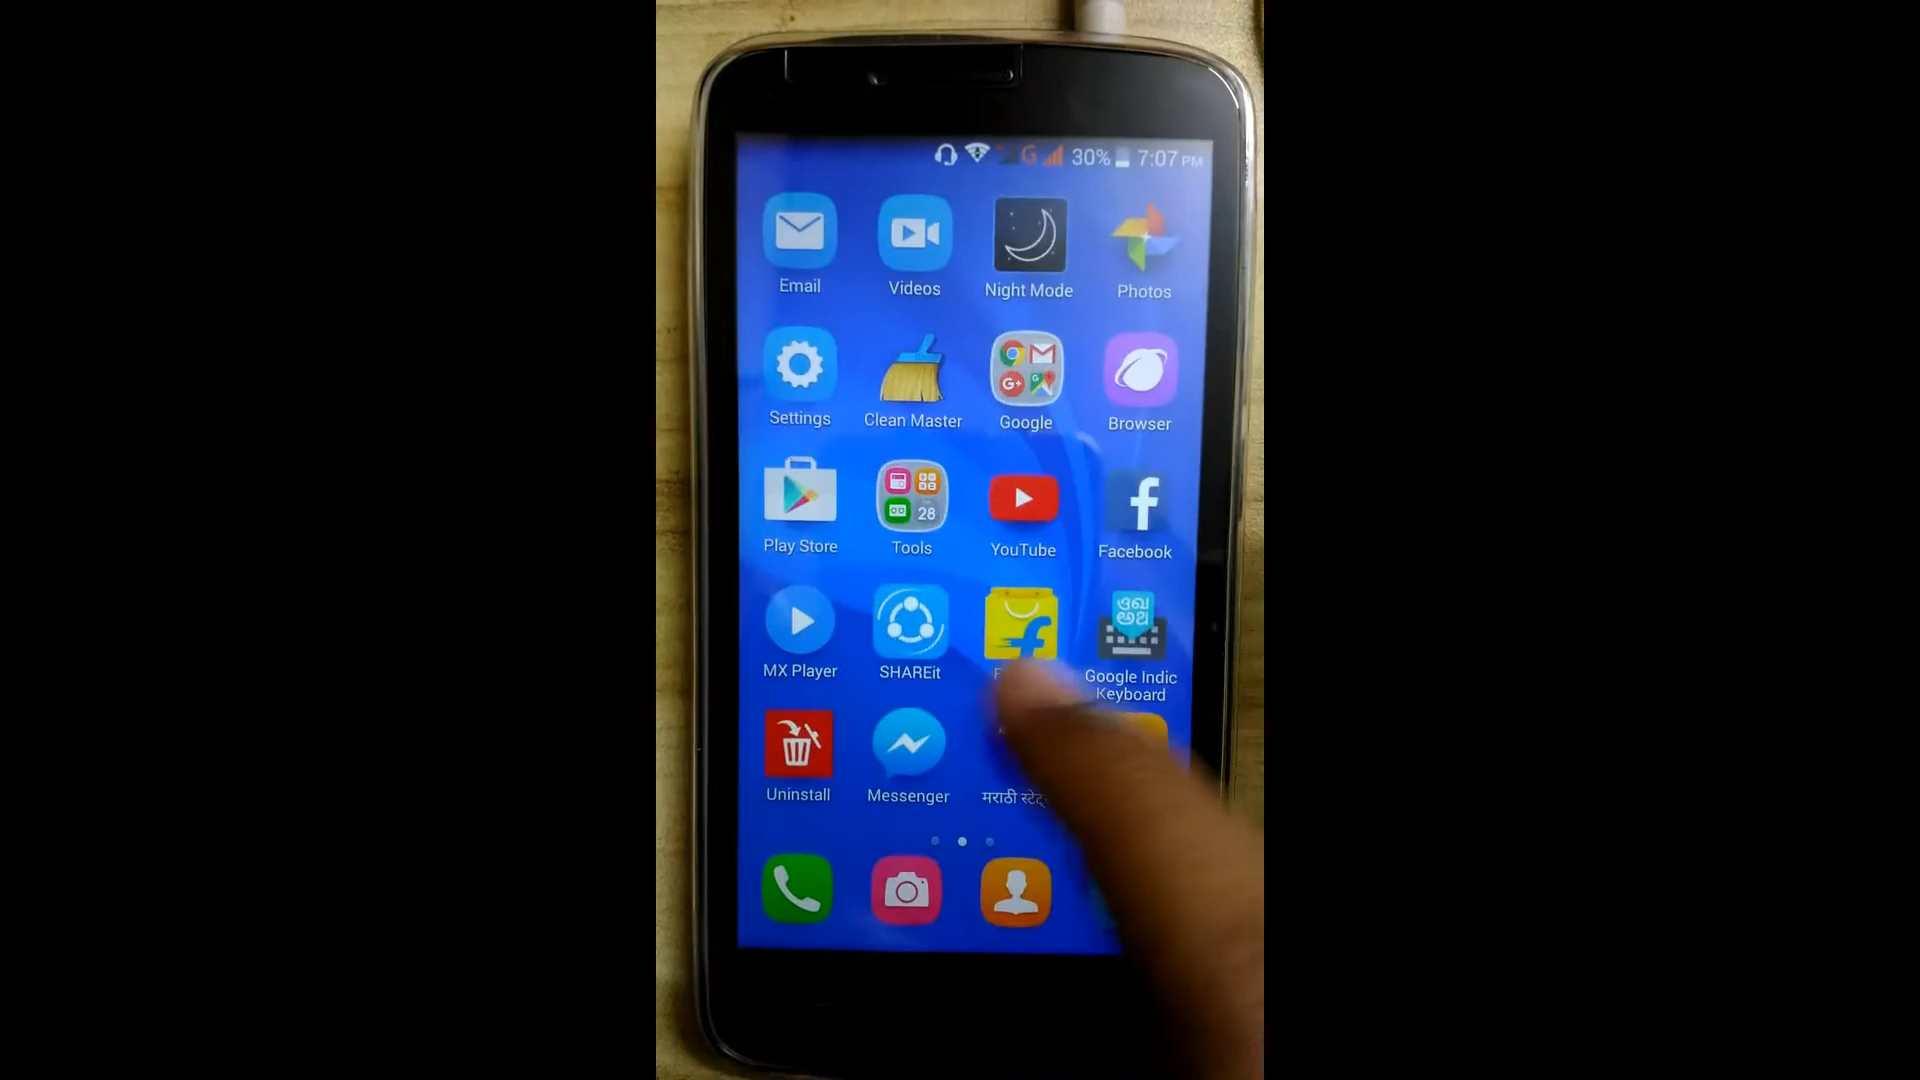 G 30% 7:07 PM
Email Videos Night Mode Photos
G+ G
Settings Clean Master Google Browser
28
Play Store Tools YouTube Facebook
MX Player SHAREit Google Indic
Keyboard
Uninstall Messenger मराठी